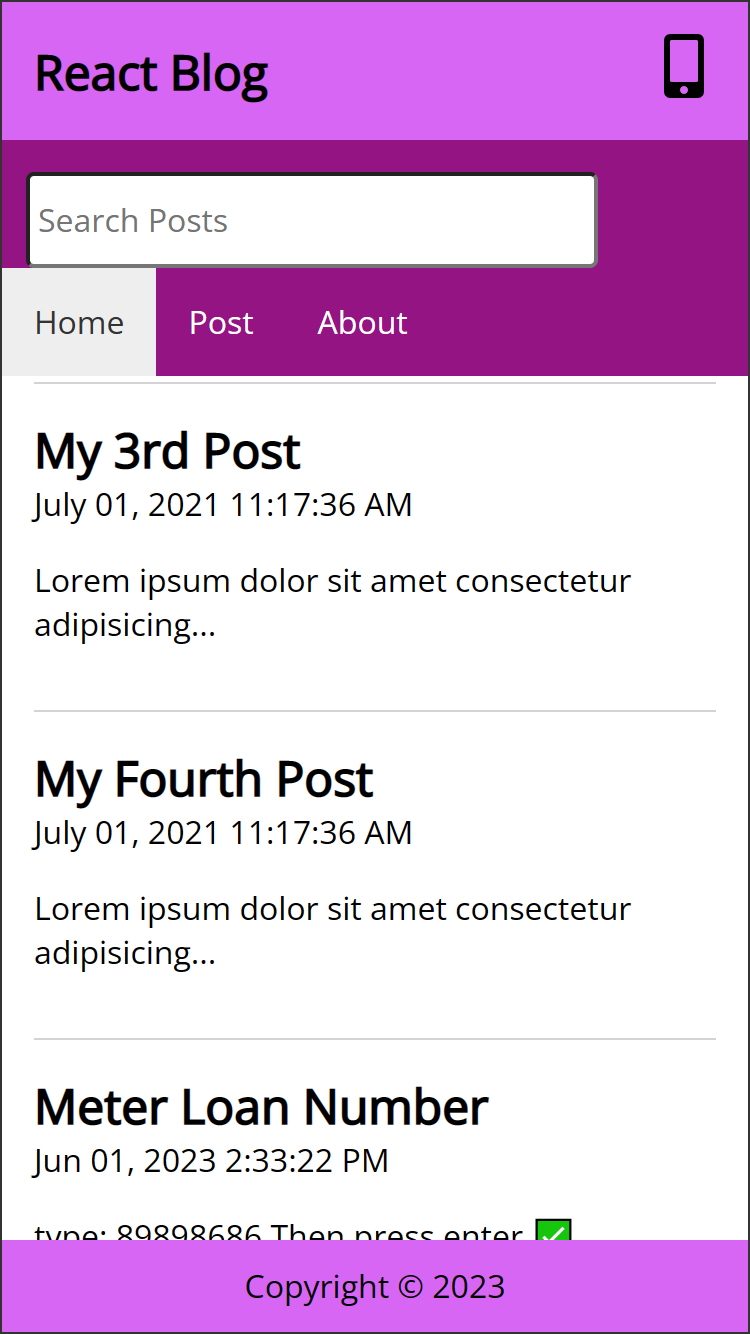 React Blog
Search Posts
Home Post About
My 3rd Post
July 01, 2021 11:17:36 AM
Lorem ipsum dolor sit amet consectetur
adipisicing...
My Fourth Post
July 01, 2021 11:17:36 AM
Lorem ipsum dolor sit amet consectetur
adipisicing...
Meter Loan Number
Jun 01, 2023 2:33:22 PM
type: 89898686 Then press enter ✅
Copyright © 2023